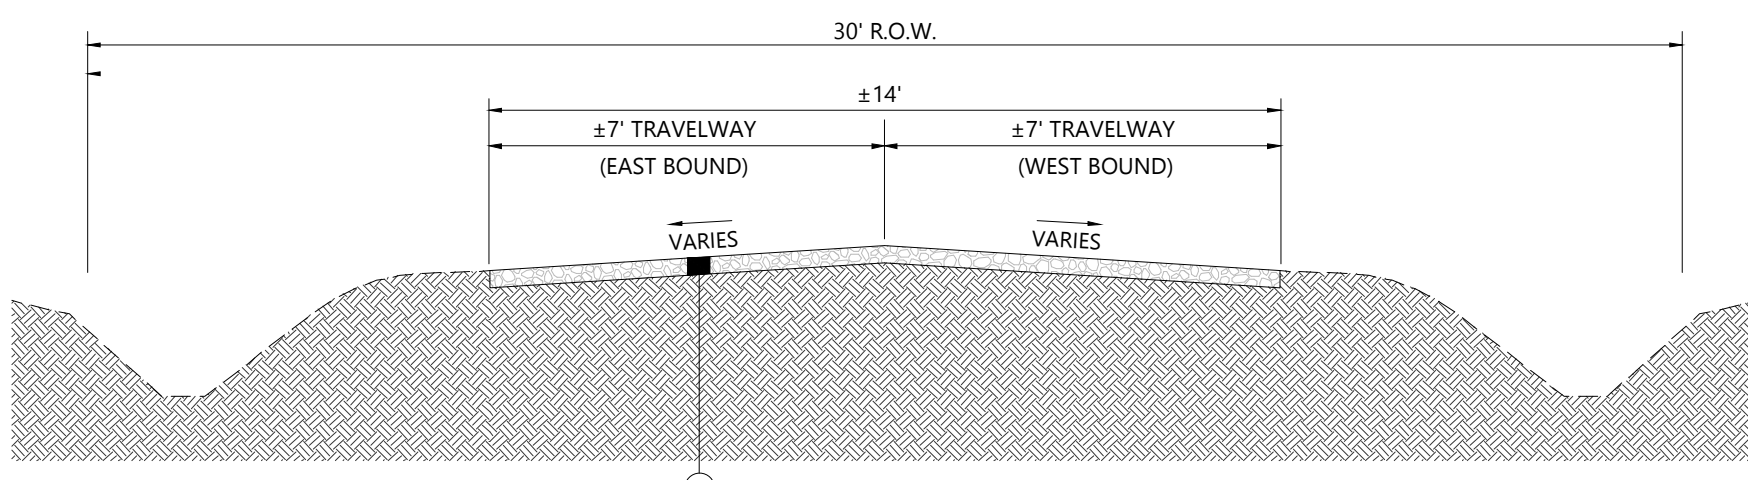 30' R.O.W.
±14'
±7' TRAVELWAY
(EAST BOUND)
±7' TRAVELWAY
(WEST BOUND)
VARIES
VARIES